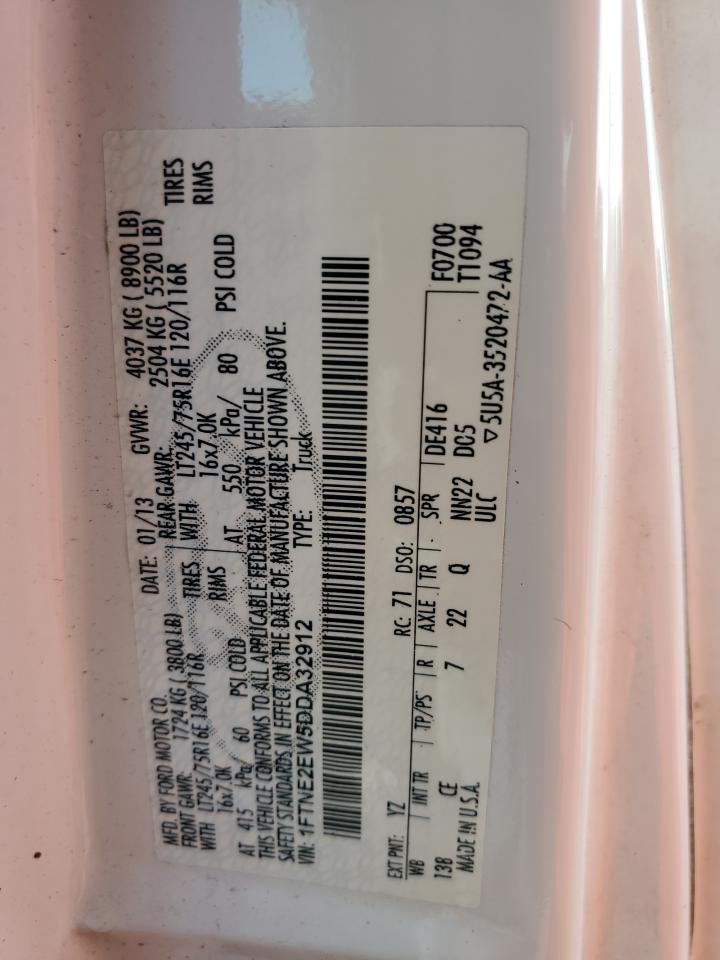 MFD. BY FORD MOTOR CO. DATE: 01/13 GVWR: 4037 KG ( 8900 LB)
FRONT GAWR: 1724 KG ( 3800 LB) REAR GAWR: 2504 KG ( 5520 LB)
WITH LT245/75R16E 120/116R TIRES WITH LT245/75R16E 120/116R TIRES
16x7.0K RIMS 16x7.0K RIMS
AT 415 kPa/ 60 PSI COLD AT 550 kPa/ 80 PSI COLD
THIS VEHICLE CONFORMS TO ALL APPLICABLE FEDERAL MOTOR VEHICLE
SAFETY STANDARDS IN EFFECT ON THE DATE OF MANUFACTURE SHOWN ABOVE.
VIN: 1FTNE2EW5DDA32912 TYPE: Truck
EXT PNT: YZ RC: 71 DSO: 0857
WB INT TR TP/PS R AXLE TR SPR DE416 F0700
138 CE 7 22 Q NN22 DC5 T1094
MADE IN U.S.A. ULC ▽5U5A-3520472-AA